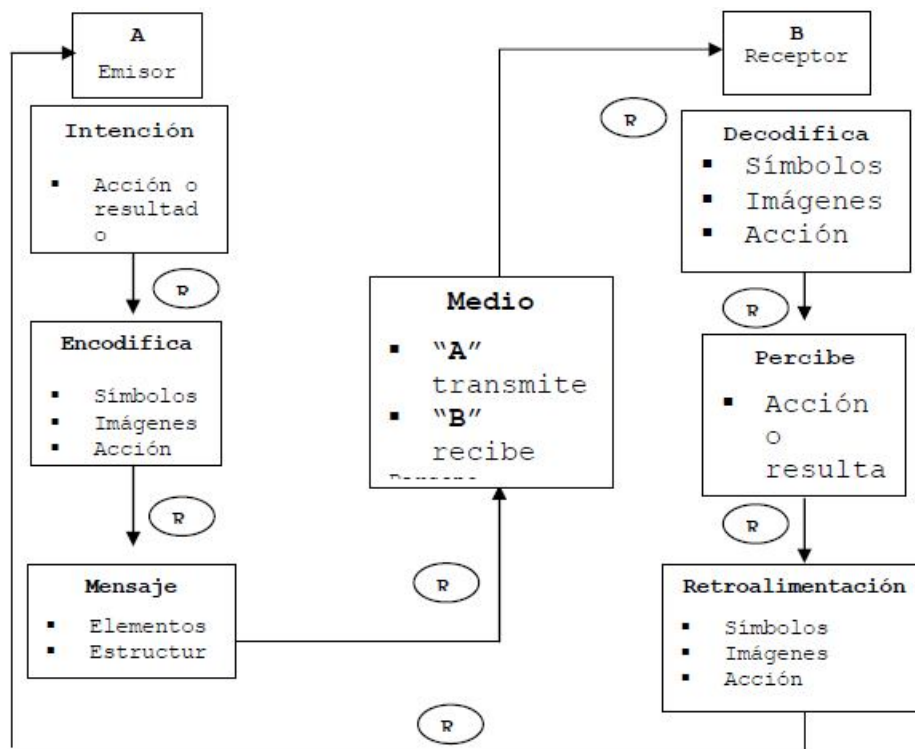 A
Emisor
Intención
▪ Acción o
resultad
o
R
Encodifica
▪ Símbolos
▪ Imágenes
▪ Acción
R
Mensaje
▪ Elementos
▪ Estructur
R
Medio
▪ “A”
transmite
▪ “B”
recibe
B
Receptor
R
Decodifica
▪ Símbolos
▪ Imágenes
▪ Acción
R
Percibe
▪ Acción
o
resulta
R
Retroalimentación
▪ Símbolos
▪ Imágenes
▪ Acción
R